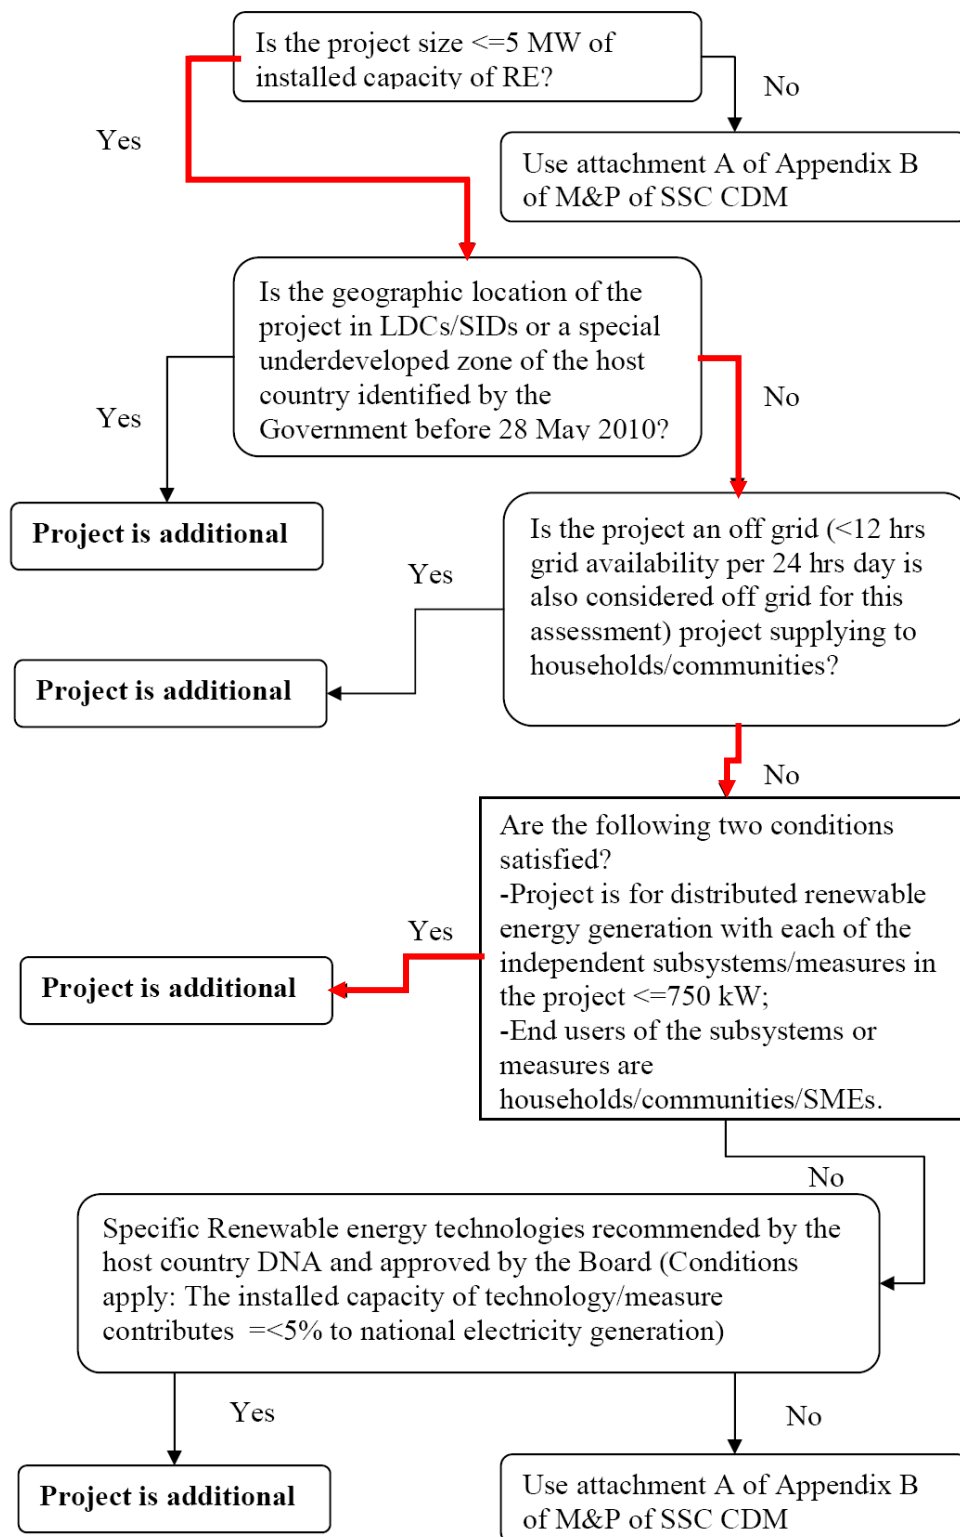 Is the project size <=5 MW of
installed capacity of RE?
No
Yes
Use attachment A of Appendix B
of M&P of SSC CDM
Is the geographic location of the
project in LDCs/SIDs or a special
underdeveloped zone of the host
country identified by the
Government before 28 May 2010?
No
Yes
Project is additional
Is the project an off grid (<12 hrs
grid availability per 24 hrs day is
also considered off grid for this
assessment) project supplying to
households/communities?
Yes
Project is additional
No
Are the following two conditions
satisfied?
-Project is for distributed renewable
energy generation with each of the
independent subsystems/measures in
the project <=750 kW;
-End users of the subsystems or
measures are
households/communities/SMEs.
Yes
Project is additional
No
Specific Renewable energy technologies recommended by the
host country DNA and approved by the Board (Conditions
apply: The installed capacity of technology/measure
contributes =<5% to national electricity generation)
Yes
No
Project is additional
Use attachment A of Appendix B
of M&P of SSC CDM